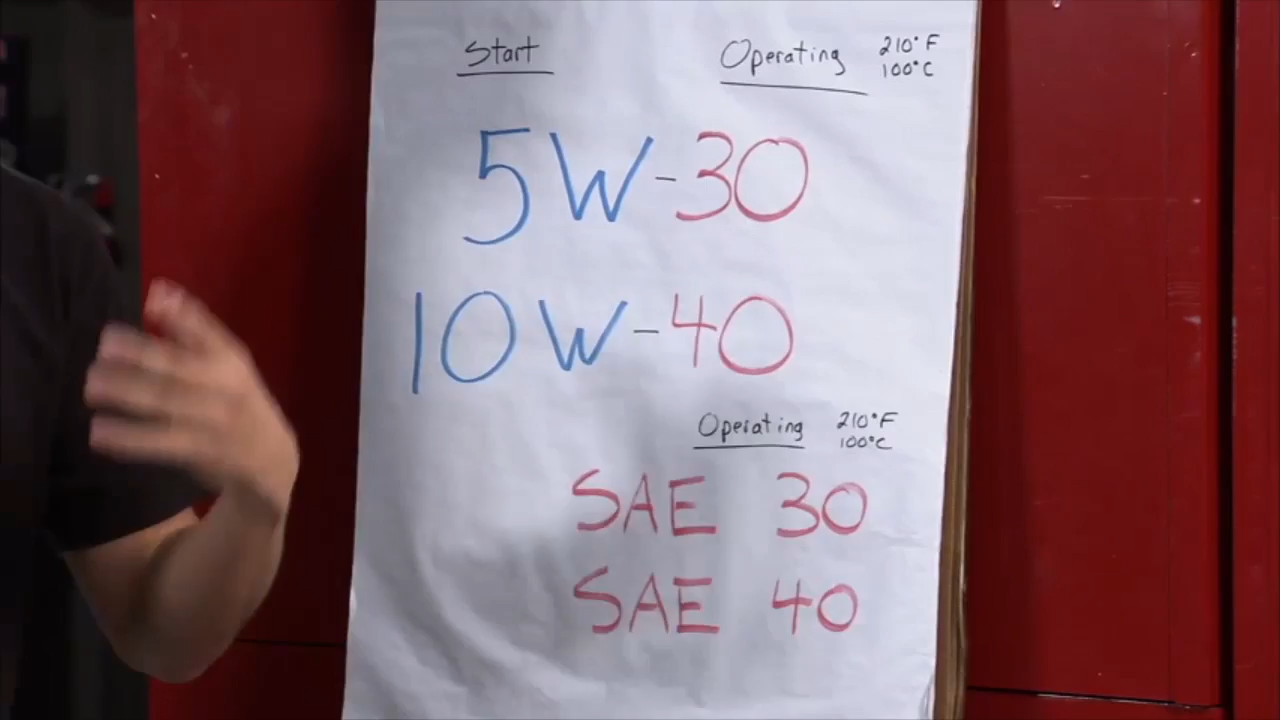 Start Operating 210°F
100°C
5W-30
10W-40
Operating 210°F
100°C
SAE 30
SAE 40